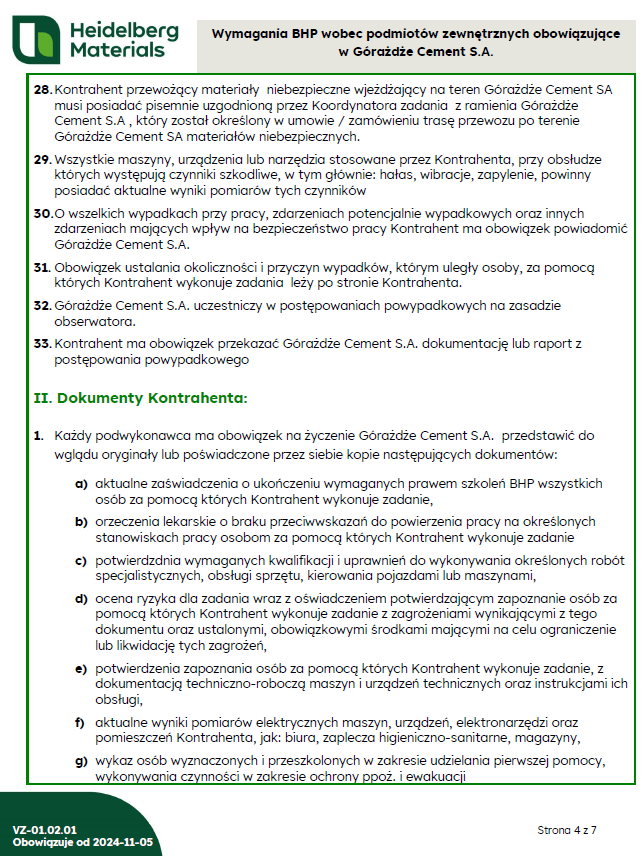 Heidelberg
Materials
Wymagania BHP wobec podmiotów zewnętrznych obowiązujące
w Górażdże Cement S.A.
28. Kontrahent przewożący materiały niebezpieczne wjeżdżający na teren Górażdże Cement SA
musi posiadać pisemnie uzgodnioną przez Koordynatora zadania z ramienia Górażdże
Cement S.A , który został określony w umowie / zamówieniu trasę przewozu po terenie
Górażdże Cement SA materiałów niebezpiecznych.
29. Wszystkie maszyny, urządzenia lub narzędzia stosowane przez Kontrahenta, przy obsłudze
których występują czynniki szkodliwe, w tym głównie: hałas, wibracje, zapylenie, powinny
posiadać aktualne wyniki pomiarów tych czynników
30. O wszelkich wypadkach przy pracy, zdarzeniach potencjalnie wypadkowych oraz innych
zdarzeniach mających wpływ na bezpieczeństwo pracy Kontrahent ma obowiązek powiadomić
Górażdże Cement S.A.
31. Obowiązek ustalania okoliczności i przyczyn wypadków, którym uległy osoby, za pomocą
których Kontrahent wykonuje zadania leży po stronie Kontrahenta.
32. Górażdże Cement S.A. uczestniczy w postępowaniach powypadkowych na zasadzie
obserwatora.
33. Kontrahent ma obowiązek przekazać Górażdże Cement S.A. dokumentację lub raport z
postępowania powypadkowego
II. Dokumenty Kontrahenta:
1. Każdy podwykonawca ma obowiązek na życzenie Górażdże Cement S.A. przedstawić do
wglądu oryginały lub poświadczone przez siebie kopie następujących dokumentów:
a) aktualne zaświadczenia o ukończeniu wymaganych prawem szkoleń BHP wszystkich
osób za pomocą których Kontrahent wykonuje zadanie,
b) orzeczenia lekarskie o braku przeciwwskazań do powierzenia pracy na określonych
stanowiskach pracy osobom za pomocą których Kontrahent wykonuje zadanie
c) potwierdzdnia wymaganych kwalifikacji i uprawnień do wykonywania określonych robót
specjalistycznych, obsługi sprzętu, kierowania pojazdami lub maszynami,
d) ocena ryzyka dla zadania wraz z oświadczeniem potwierdzającym zapoznanie osób za
pomocą których Kontrahent wykonuje zadanie z zagrożeniami wynikającymi z tego
dokumentu oraz ustalonymi, obowiązkowymi środkami mającymi na celu ograniczenie
lub likwidację tych zagrożeń,
e) potwierdzenia zapoznania osób za pomocą których Kontrahent wykonuje zadanie, z
dokumentacją techniczno-roboczą maszyn i urządzeń technicznych oraz instrukcjami ich
obsługi,
f) aktualne wyniki pomiarów elektrycznych maszyn, urządzeń, elektronarzędzi oraz
pomieszczeń Kontrahenta, jak: biura, zaplecza higieniczno-sanitarne, magazyny,
g) wykaz osób wyznaczonych i przeszkolonych w zakresie udzielania pierwszej pomocy,
wykonywania czynności w zakresie ochrony ppoż. i ewakuacji
VZ-01.02.01
Obowiązuje od 2024-11-05
Strona 4 z 7